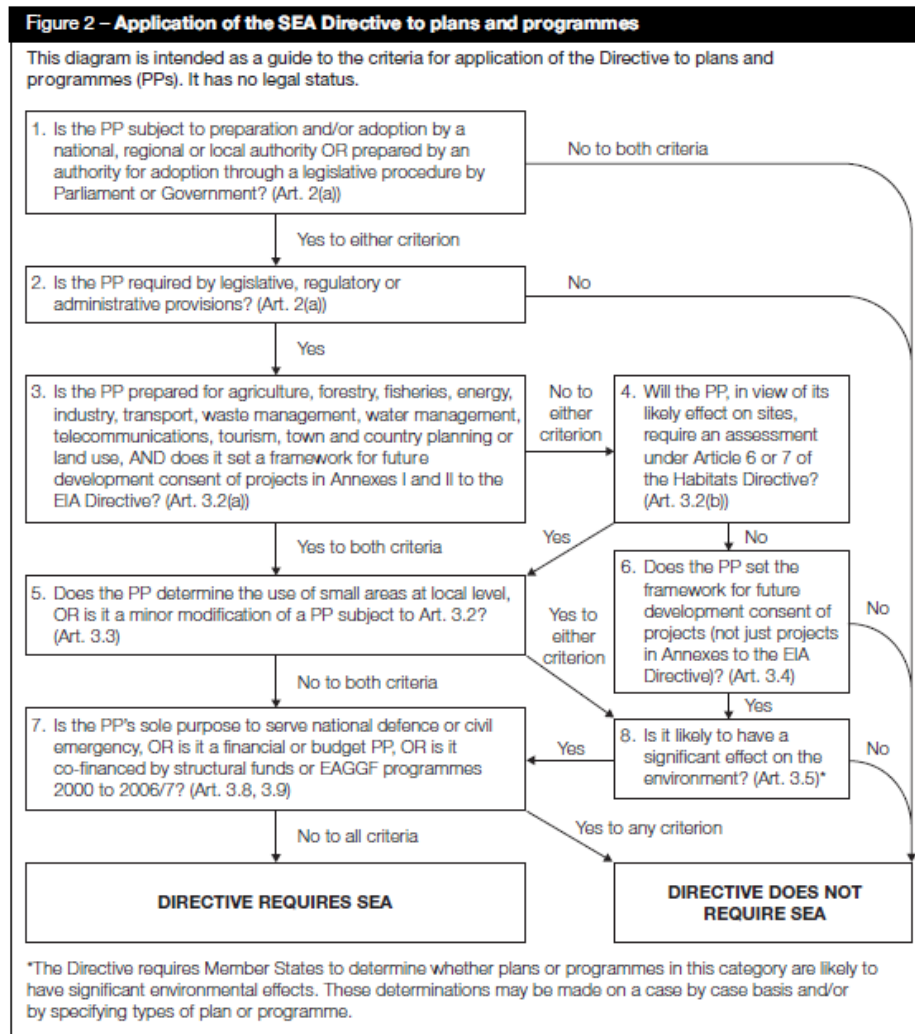 Figure 2 – Application of the SEA Directive to plans and programmes
This diagram is intended as a guide to the criteria for application of the Directive to plans and
programmes (PPs). It has no legal status.
1. Is the PP subject to preparation and/or adoption by a
national, regional or local authority OR prepared by an
authority for adoption through a legislative procedure by
Parliament or Government? (Art. 2(a))
No to both criteria
Yes to either criterion
2. Is the PP required by legislative, regulatory or
administrative provisions? (Art. 2(a))
No
Yes
3. Is the PP prepared for agriculture, forestry, fisheries, energy,
industry, transport, waste management, water management,
telecommunications, tourism, town and country planning or
land use, AND does it set a framework for future
development consent of projects in Annexes I and II to the
EIA Directive? (Art. 3.2(a))
No to
either
criterion
4. Will the PP, in view of its
likely effect on sites,
require an assessment
under Article 6 or 7 of
the Habitats Directive?
(Art. 3.2(b))
Yes to both criteria
Yes
No
5. Does the PP determine the use of small areas at local level,
OR is it a minor modification of a PP subject to Art. 3.2?
(Art. 3.3)
Yes to
either
criterion
6. Does the PP set the
framework for future
development consent of
projects (not just projects
in Annexes to the EIA
Directive)? (Art. 3.4)
No
No to both criteria
Yes
7. Is the PP's sole purpose to serve national defence or civil
emergency, OR is it a financial or budget PP, OR is it
co-financed by structural funds or EAGGF programmes
2000 to 2006/7? (Art. 3.8, 3.9)
Yes
8. Is it likely to have a
significant effect on the
environment? (Art. 3.5)*
No
No to all criteria
Yes to any criterion
DIRECTIVE REQUIRES SEA
DIRECTIVE DOES NOT
REQUIRE SEA
*The Directive requires Member States to determine whether plans or programmes in this category are likely to
have significant environmental effects. These determinations may be made on a case by case basis and/or
by specifying types of plan or programme.